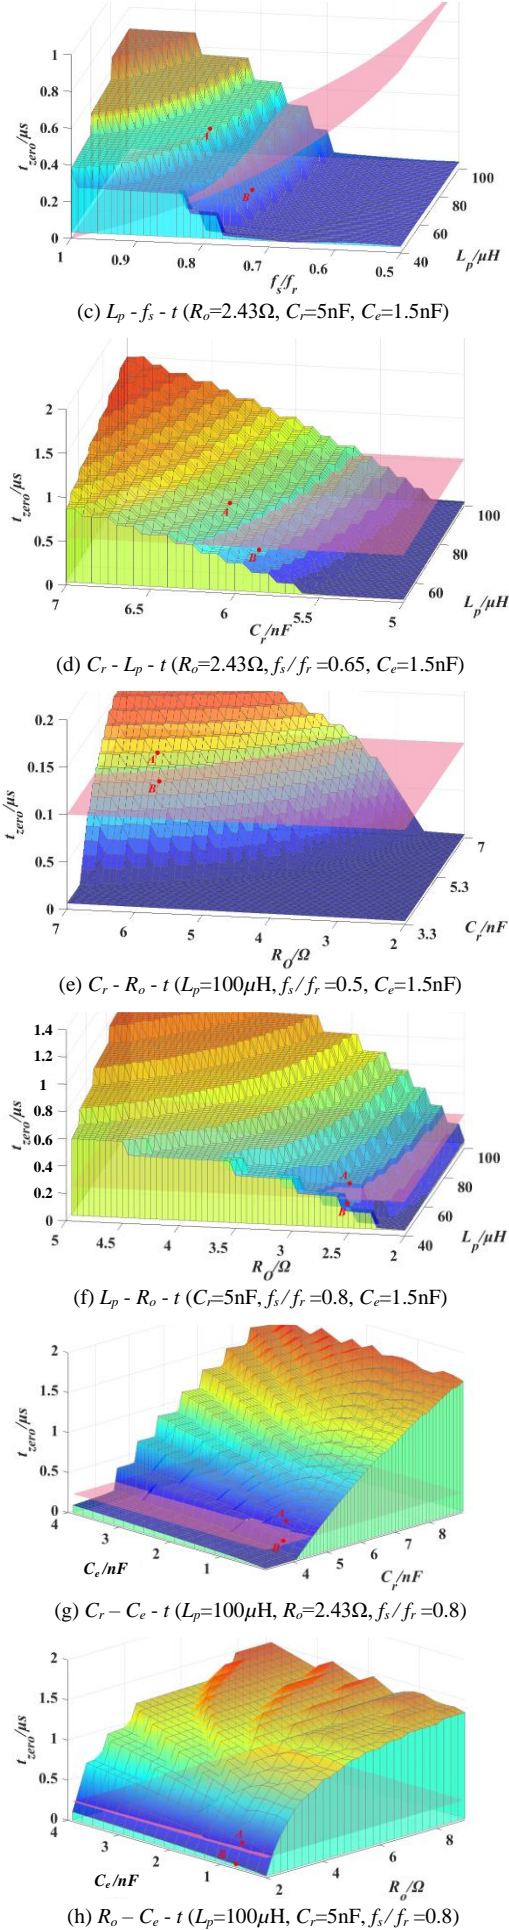 1
0.8
0.6
0.4
0.2
0
t_zero/μs
A
B
1
0.9
0.8
0.7
0.6
0.5
f_s/f_r
40
60
80
100
L_p/μH
(c) L_p - f_s - t (R_o=2.43Ω, C_r=5nF, C_e=1.5nF)
2
1.5
1
0.5
0
t_zero/μs
A
B
7
6.5
6
5.5
5
C_r/nF
60
80
100
L_p/μH
(d) C_r - L_p - t (R_o=2.43Ω, f_s/f_r=0.65, C_e=1.5nF)
0.2
0.15
0.1
0.5
0
t_zero/μs
A
B
7
6
5
4
3
2
R_O/Ω
3.3
5.3
7
C_r/nF
(e) C_r - R_o - t (L_p=100μH, f_s/f_r=0.5, C_e=1.5nF)
1.4
1.2
1
0.8
0.6
0.4
0.2
0
t_zero/μs
A
B
5
4.5
4
3.5
3
2.5
2
R_O/Ω
40
60
80
100
L_p/μH
(f) L_p - R_o - t (C_r=5nF, f_s/f_r=0.8, C_e=1.5nF)
2
1.5
1
0.5
0
t_zero/μs
A
B
4
3
2
1
C_e/nF
4
5
6
7
8
C_r/nF
(g) C_r – C_e - t (L_p=100μH, R_o=2.43Ω, f_s/f_r=0.8)
2
1.5
1
0.5
0
t_zero/μs
A
B
4
3
2
1
C_e/nF
2
4
6
8
R_o/Ω
(h) R_o – C_e - t (L_p=100μH, C_r=5nF, f_s/f_r=0.8)